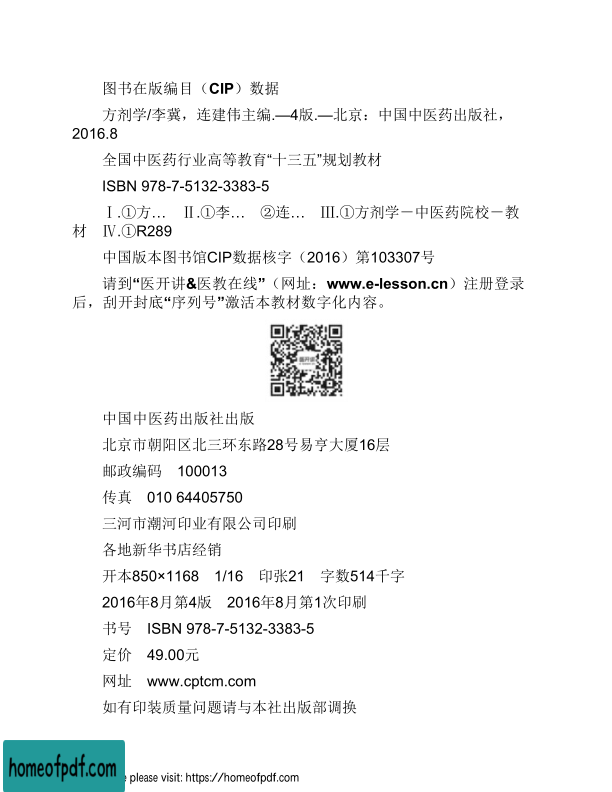 图书在版编目（CIP）数据
方剂学/李冀，连建伟主编.—4版.—北京：中国中医药出版社，
2016.8
全国中医药行业高等教育“十三五”规划教材
ISBN 978-7-5132-3383-5
Ⅰ.①方…　Ⅱ.①李…　②连…　Ⅲ.①方剂学－中医药院校－教
材　Ⅳ.①R289
中国版本图书馆CIP数据核字（2016）第103307号
请到“医开讲&医教在线”（网址：www.e-lesson.cn）注册登录
后，刮开封底“序列号”激活本教材数字化内容。
中国中医药出版社出版
北京市朝阳区北三环东路28号易亨大厦16层
邮政编码　100013
传真　010 64405750
三河市潮河印业有限公司印刷
各地新华书店经销
开本850×1168　1/16　印张21　字数514千字
2016年8月第4版　2016年8月第1次印刷
书号　ISBN 978-7-5132-3383-5
定价　49.00元
网址　www.cptcm.com
如有印装质量问题请与本社出版部调换
homeofpdf.com
please visit: https://homeofpdf.com